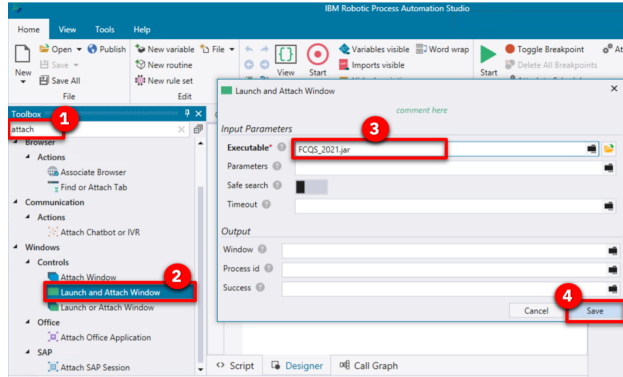 IBM Robotic Process Automation Studio
Home View Tools Help
Open Publish New variable File Variables visible Word wrap Toggle Breakpoint At
Save New routine Imports visible Delete All Breakpoints
New Save All New rule set View Start Start
File Edit
Toolbox
Launch and Attach Window
1
attach
comment here
Browser
Input Parameters
3
Actions
Executable* FCQS_2021.jar
Associate Browser
Parameters
Find or Attach Tab
Safe search
Communication
Timeout
Actions
Attach Chatbot or IVR
Output
Windows
Window
Controls
2
Attach Window
Process id
Launch and Attach Window
Success
4
Launch or Attach Window
Cancel Save
Office
Attach Office Application
SAP
Attach SAP Session
Script Designer Call Graph